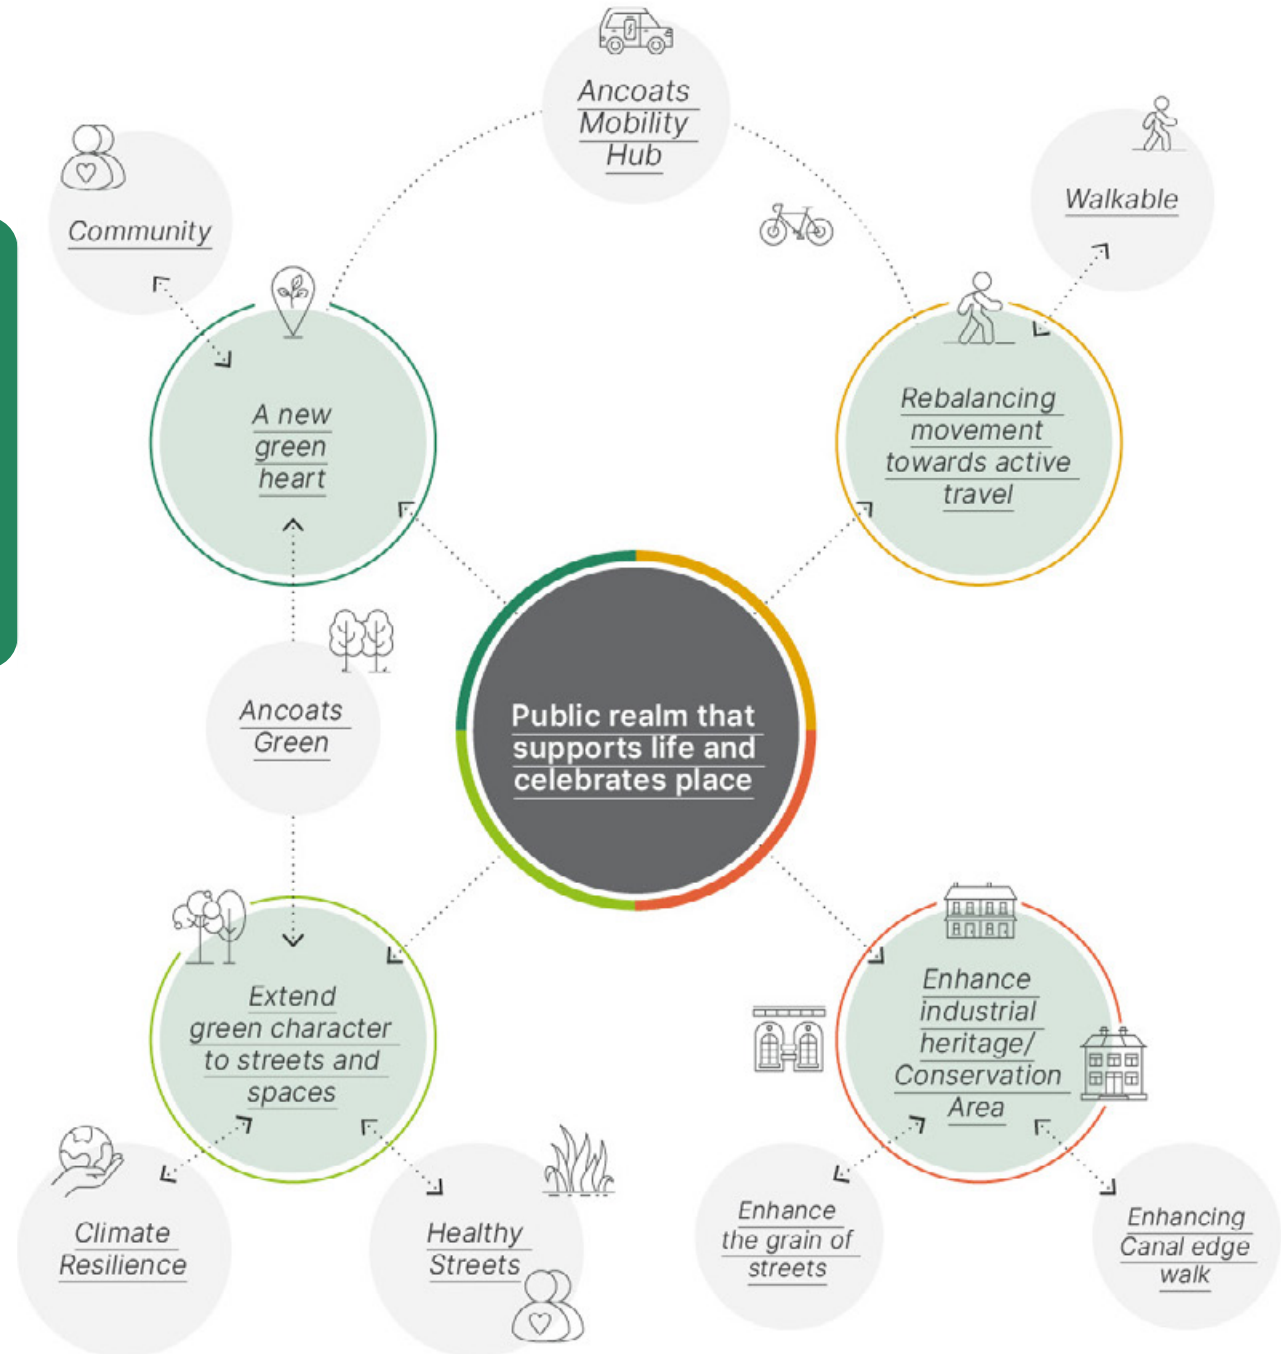 Ancoats
Mobility
Hub
Community
Walkable
A new
green
heart
Rebalancing
movement
towards active
travel
Ancoats
Green
Public realm that
supports life and
celebrates place
Extend
green character
to streets and
spaces
Enhance
industrial
heritage/
Conservation
Area
Climate
Resilience
Healthy
Streets
Enhance
the grain of
streets
Enhancing
Canal edge
walk